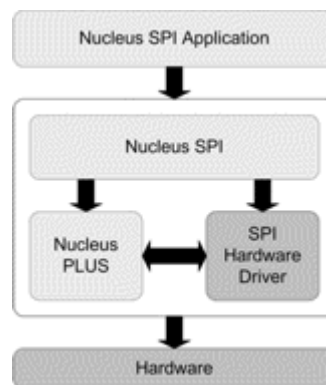 Nucleus SPI Application
Nucleus SPI
Nucleus
PLUS
SPI
Hardware
Driver
Hardware